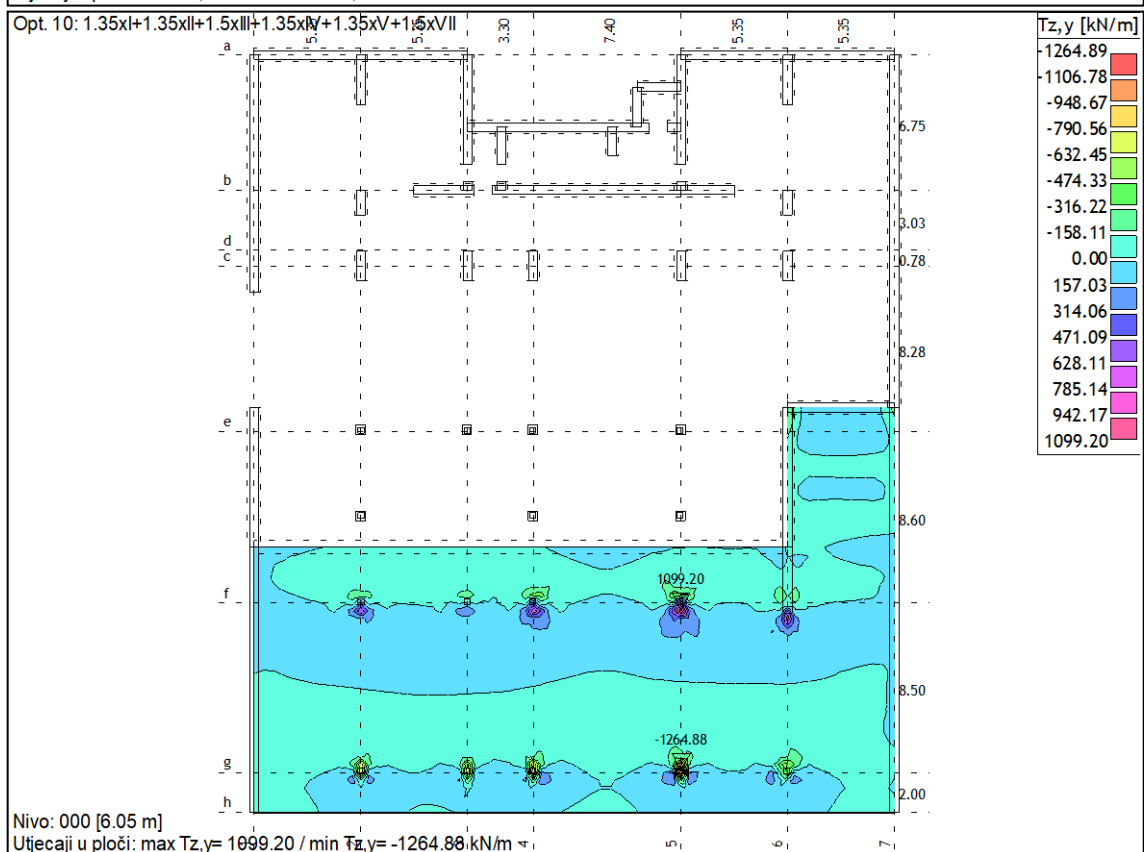 Opt. 10: 1.35xI+1.35xII+1.5xIII+1.35xIV+1.35xV+1.5xVII
3.30
7.40
5.35
5.35
Tz,y [kN/m]
-1264.89
-1106.78
-948.67
-790.56
-632.45
-474.33
-316.22
-158.11
0.00
157.03
314.06
471.09
628.11
785.14
942.17
1099.20
a
6.75
b
3.03
d
c
0.78
8.28
e
8.60
1099.20
f
8.50
-1264.88
g
h
2.00
Nivo: 000 [6.05 m]
Utjecaji u ploči: max Tz,y= 1099.20 / min Tz,y= -1264.88 kN/m
4
5
6
7